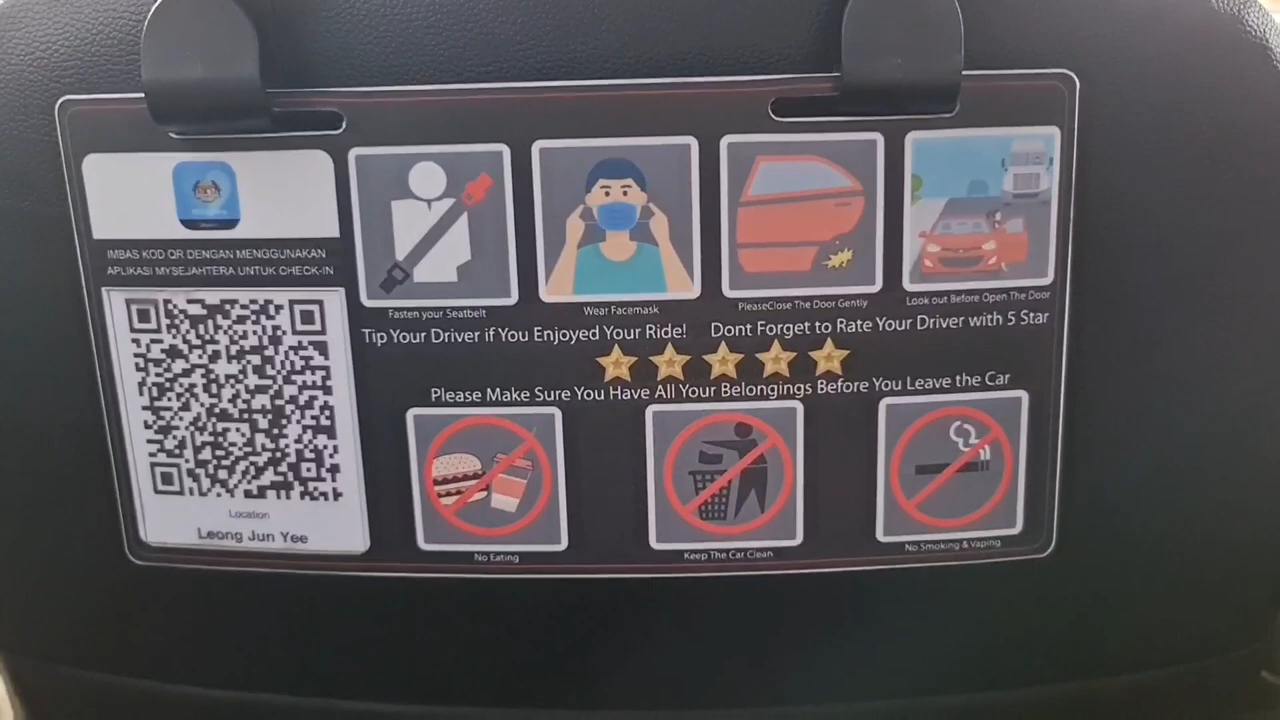 IMBAS KOD QR DENGAN MENGGUNAKAN
APLIKASI MYSEJAHTERA UNTUK CHECK-IN
Location
Leong Jun Yee
Fasten your Seatbelt
Wear Facemask
PleaseClose The Door Gently
Look out Before Open The Door
Tip Your Driver if You Enjoyed Your Ride! Dont Forget to Rate Your Driver with 5 Star
Please Make Sure You Have All Your Belongings Before You Leave the Car
No Eating
Keep The Car Clean
No Smoking & Vaping